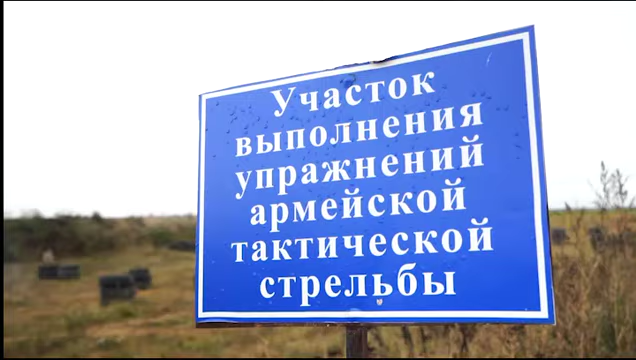 Участок
выполнения
упражнений
армейской
тактической
стрельбы